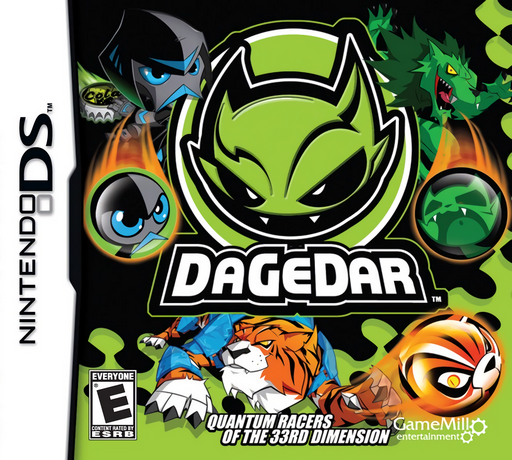 NINTENDO DS ™
DAGEDAR ™
QUANTUM RACERS
OF THE 33RD DIMENSION
EVERYONE
E
CONTENT RATED BY
ESRB
GameMill
entertainment